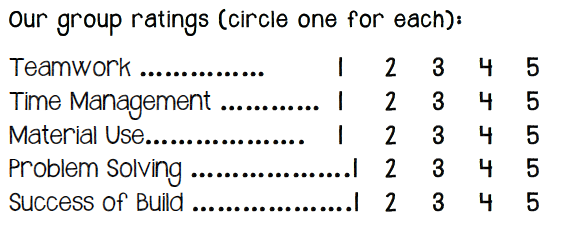 Our group ratings (circle one for each):
Teamwork ............... 1 2 3 4 5
Time Management ............ 1 2 3 4 5
Material Use................... 1 2 3 4 5
Problem Solving ...................1 2 3 4 5
Success of Build ...................1 2 3 4 5